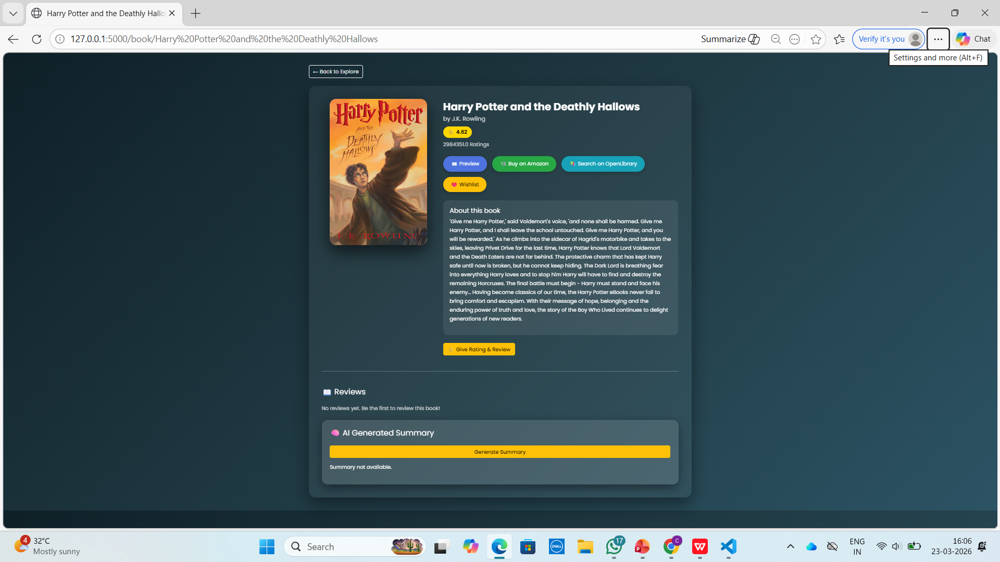 Harry Potter and the Deathly Hallo
127.0.0.1:5000/book/Harry%20Potter%20and%20the%20Deathly%20Hallows
Summarize
Verify it's you
Chat
Settings and more (Alt+F)
← Back to Explore
Harry Potter
AND THE
DEATHLY
HALLOWS
J. K. ROWLING
Harry Potter and the Deathly Hallows
by J.K. Rowling
⭐ 4.62
2984351.0 Ratings
📖 Preview
🛒 Buy on Amazon
📚 Search on OpenLibrary
❤️ Wishlist
About this book
'Give me Harry Potter,' said Voldemort's voice, 'and none shall be harmed. Give me
Harry Potter, and I shall leave the school untouched. Give me Harry Potter, and you
will be rewarded.' As he climbs into the sidecar of Hagrid's motorbike and takes to the
skies, leaving Privet Drive for the last time, Harry Potter knows that Lord Voldemort
and the Death Eaters are not far behind. The protective charm that has kept Harry
safe until now is broken, but he cannot keep hiding. The Dark Lord is breathing fear
into everything Harry loves and to stop him Harry will have to find and destroy the
remaining Horcruxes. The final battle must begin - Harry must stand and face his
enemy... Having become classics of our time, the Harry Potter eBooks never fail to
bring comfort and escapism. With their message of hope, belonging and the
enduring power of truth and love, the story of the Boy Who Lived continues to delight
generations of new readers.
⭐ Give Rating & Review
📖 Reviews
No reviews yet. Be the first to review this book!
🧠 AI Generated Summary
Generate Summary
Summary not available.
4
32°C
Mostly sunny
Search
DELL
17
P
C
W
ENG
IN
16:06
23-03-2026